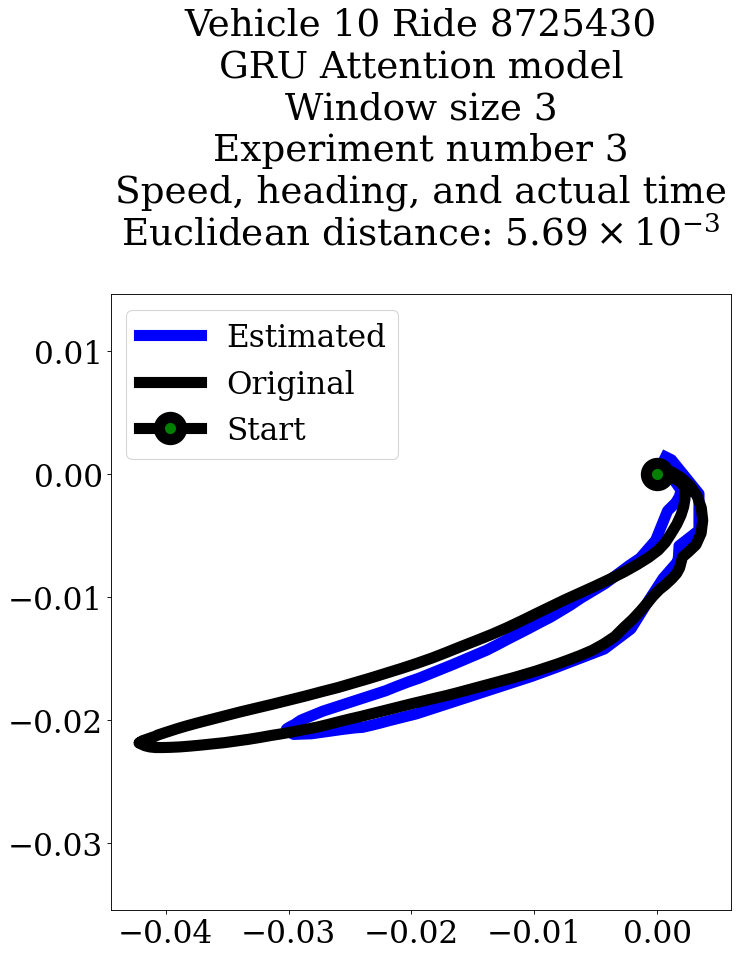 Vehicle 10 Ride 8725430
GRU Attention model
Window size 3
Experiment number 3
Speed, heading, and actual time
Euclidean distance: 5.69 × 10⁻³
Estimated
Original
Start
0.01
0.00
−0.01
−0.02
−0.03
−0.04 −0.03 −0.02 −0.01 0.00